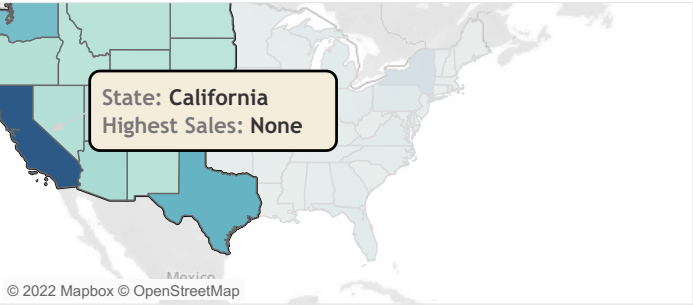 State: California
Highest Sales: None
Mexico
© 2022 Mapbox © OpenStreetMap